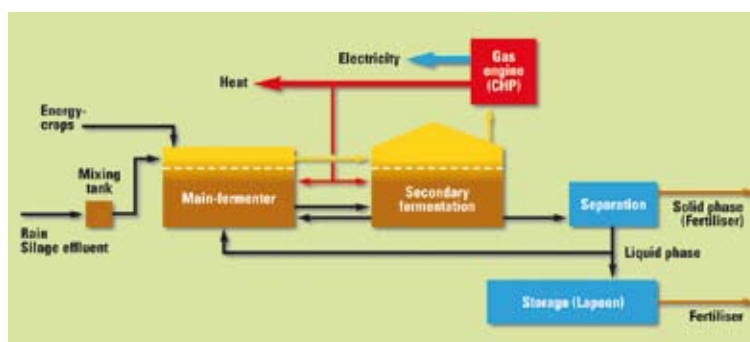 Electricity
Gas
engine
(CHP)
Heat
Energy-
crops
Mixing
tank
Main-fermenter
Secondary
fermentation
Separation
Solid phase
(Fertiliser)
Rain
Silage effluent
Liquid phase
Storage (Lagoon)
Fertiliser